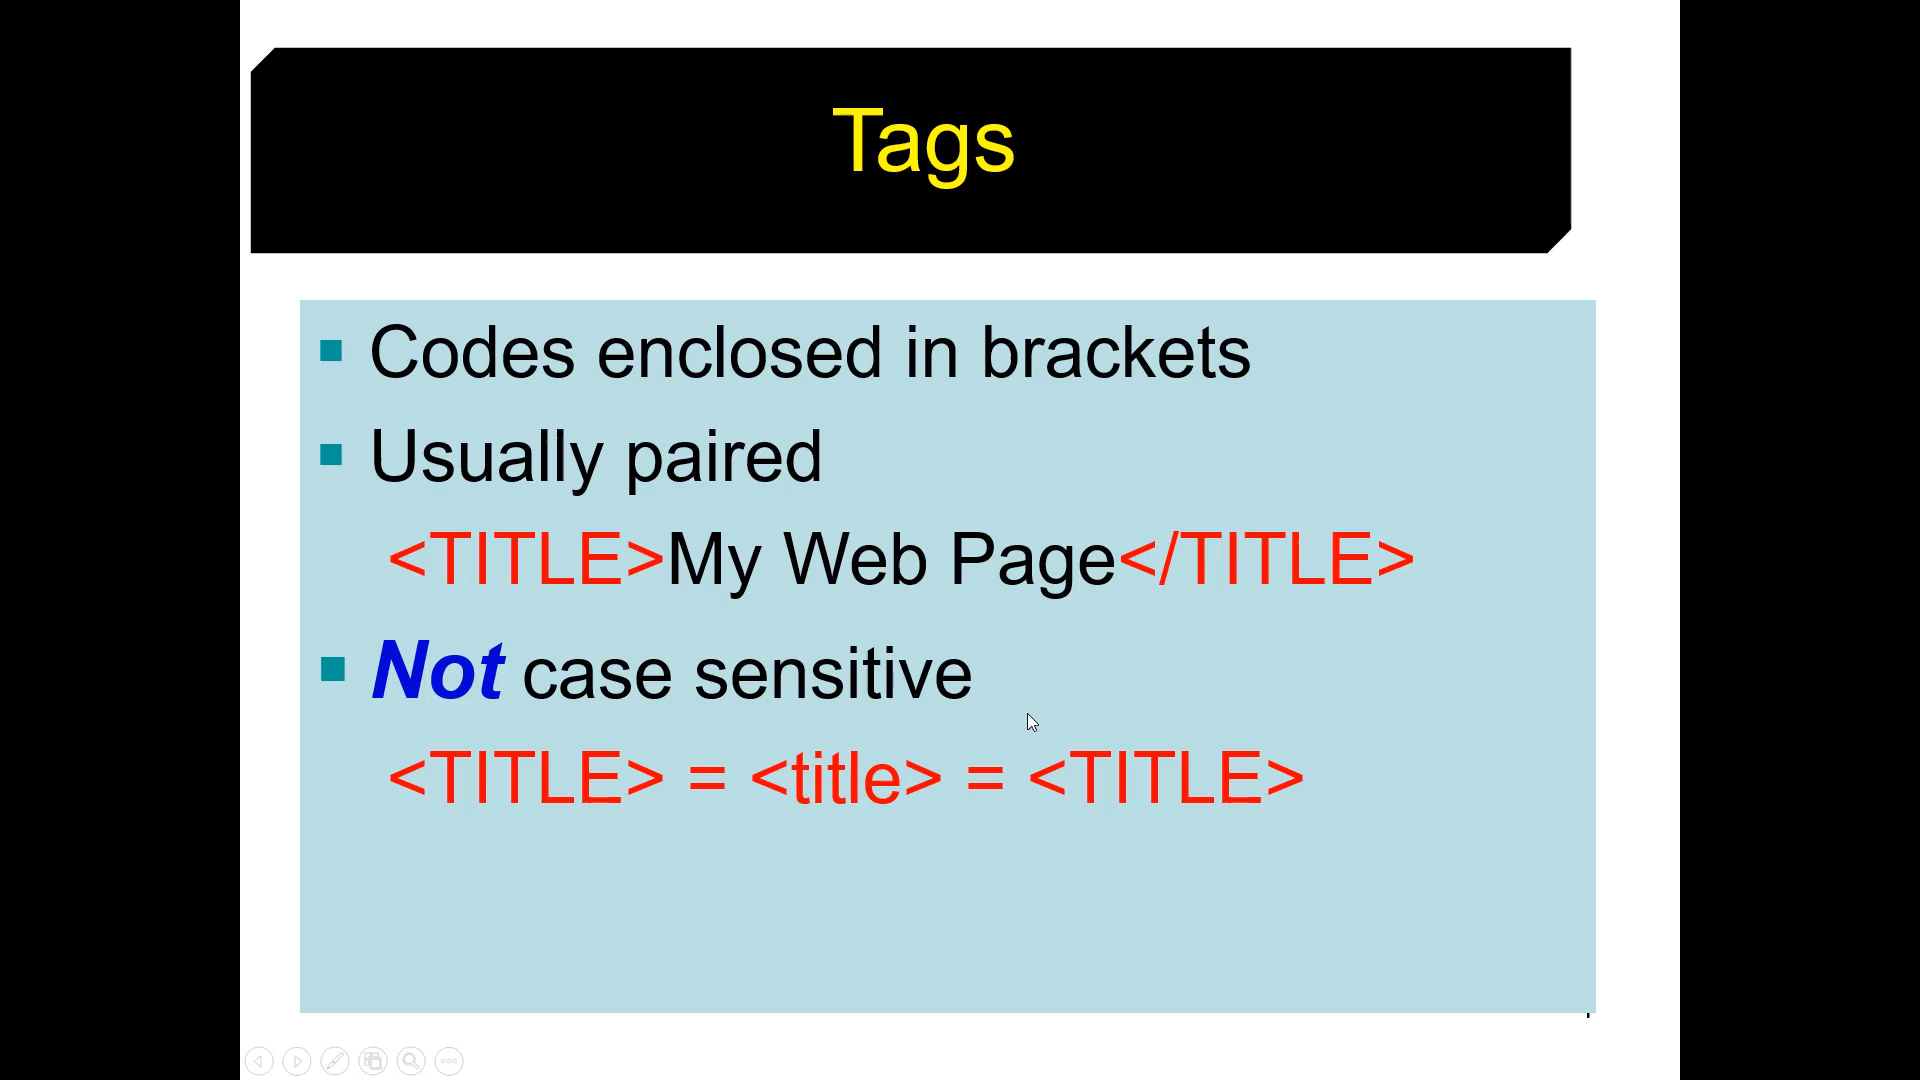 Tags
Codes enclosed in brackets
Usually paired
<TITLE>My Web Page</TITLE>
Not case sensitive
<TITLE> = <title> = <TITLE>